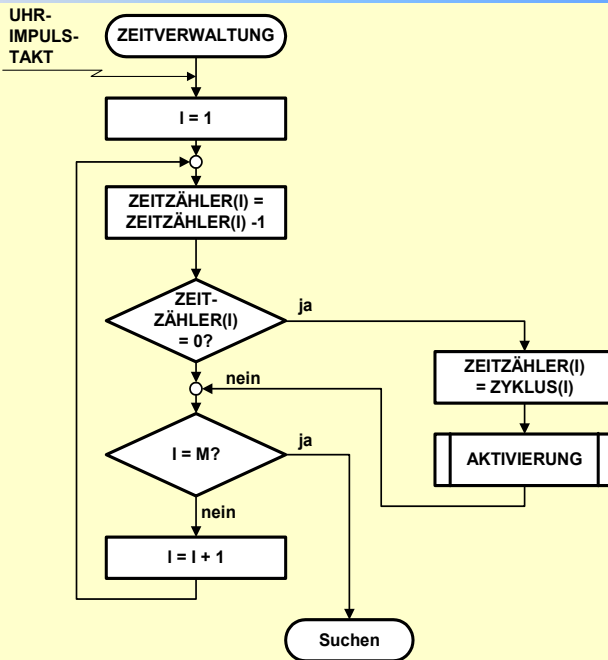 UHR-
IMPULS-
TAKT
ZEITVERWALTUNG
I = 1
ZEITZÄHLER(I) =
ZEITZÄHLER(I) -1
ZEIT-
ZÄHLER(I)
= 0?
ja
nein
ZEITZÄHLER(I)
= ZYKLUS(I)
AKTIVIERUNG
I = M?
ja
nein
I = I + 1
Suchen